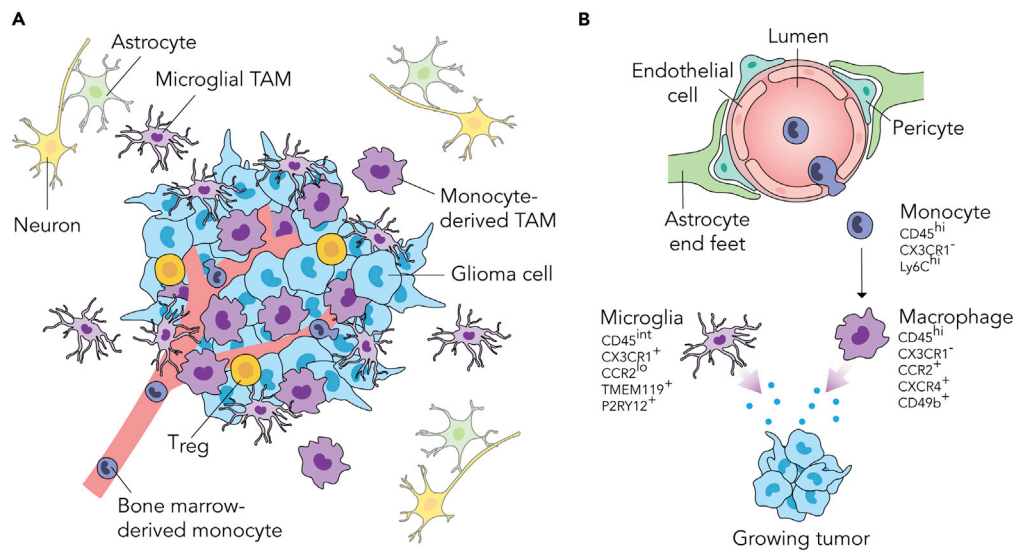 A
Astrocyte
Microglial TAM
Neuron
Monocyte-
derived TAM
Glioma cell
Treg
Bone marrow-
derived monocyte
B
Lumen
Endothelial
cell
Pericyte
Astrocyte
end feet
Monocyte
CD45hi
CX3CR1-
Ly6Chi
Microglia
CD45int
CX3CR1+
CCR2lo
TMEM119+
P2RY12+
Macrophage
CD45hi
CX3CR1-
CCR2+
CXCR4+
CD49b+
Growing tumor